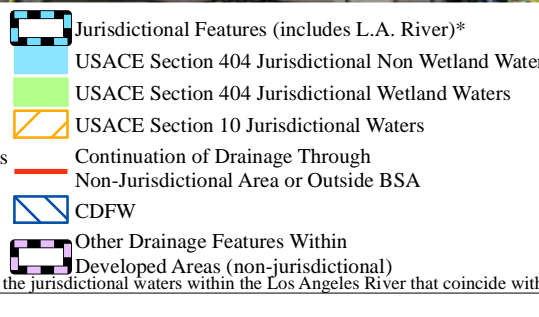 Jurisdictional Features (includes L.A. River)*
USACE Section 404 Jurisdictional Non Wetland
USACE Section 404 Jurisdictional Wetland Waters
USACE Section 10 Jurisdictional Waters
s
Continuation of Drainage Through
Non-Jurisdictional Area or Outside BSA
CDFW
Other Drainage Features Within
Developed Areas (non-jurisdictional)
the jurisdictional waters within the Los Angeles River that coincide with